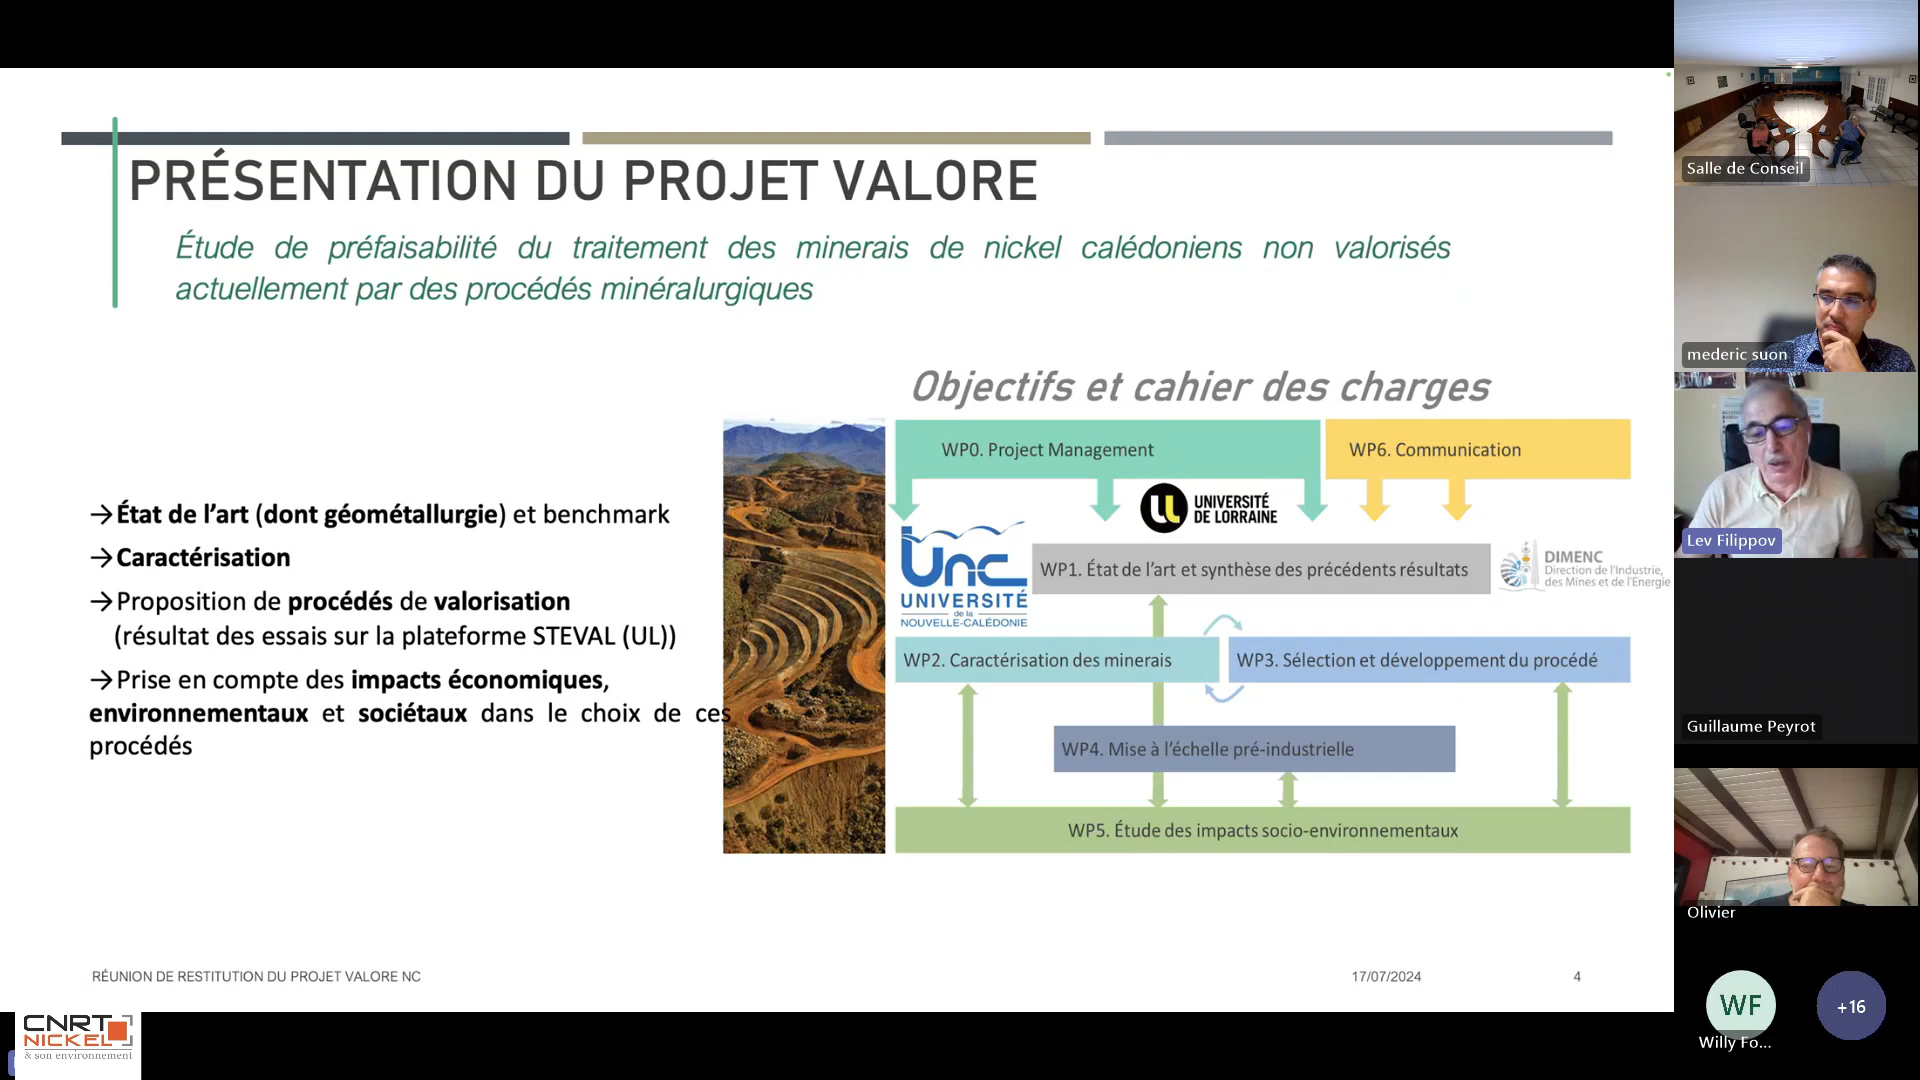 PRÉSENTATION DU PROJET VALORE
Étude de préfaisabilité du traitement des minerais de nickel calédoniens non valorisés
actuellement par des procédés minéralurgiques
Objectifs et cahier des charges
→État de l’art (dont géométallurgie) et benchmark
→Caractérisation
→Proposition de procédés de valorisation
(résultat des essais sur la plateforme STEVAL (UL))
→Prise en compte des impacts économiques,
environnementaux et sociétaux dans le choix de ces
procédés
WP0. Project Management
WP6. Communication
UL
UNIVERSITÉ
DE LORRAINE
unc
UNIVERSITÉ
de la
NOUVELLE-CALÉDONIE
WP1. État de l’art et synthèse des précédents résultats
DIMENC
Direction de l'Industrie,
des Mines et de l'Energie
WP2. Caractérisation des minerais
WP3. Sélection et développement du procédé
WP4. Mise à l’échelle pré-industrielle
WP5. Étude des impacts socio-environnementaux
RÉUNION DE RESTITUTION DU PROJET VALORE NC
17/07/2024
4
CNRT
NICKEL
& son environnement
Salle de Conseil
mederic suon
Lev Filippov
Guillaume Peyrot
Olivier
WF
Willy Fo...
+16